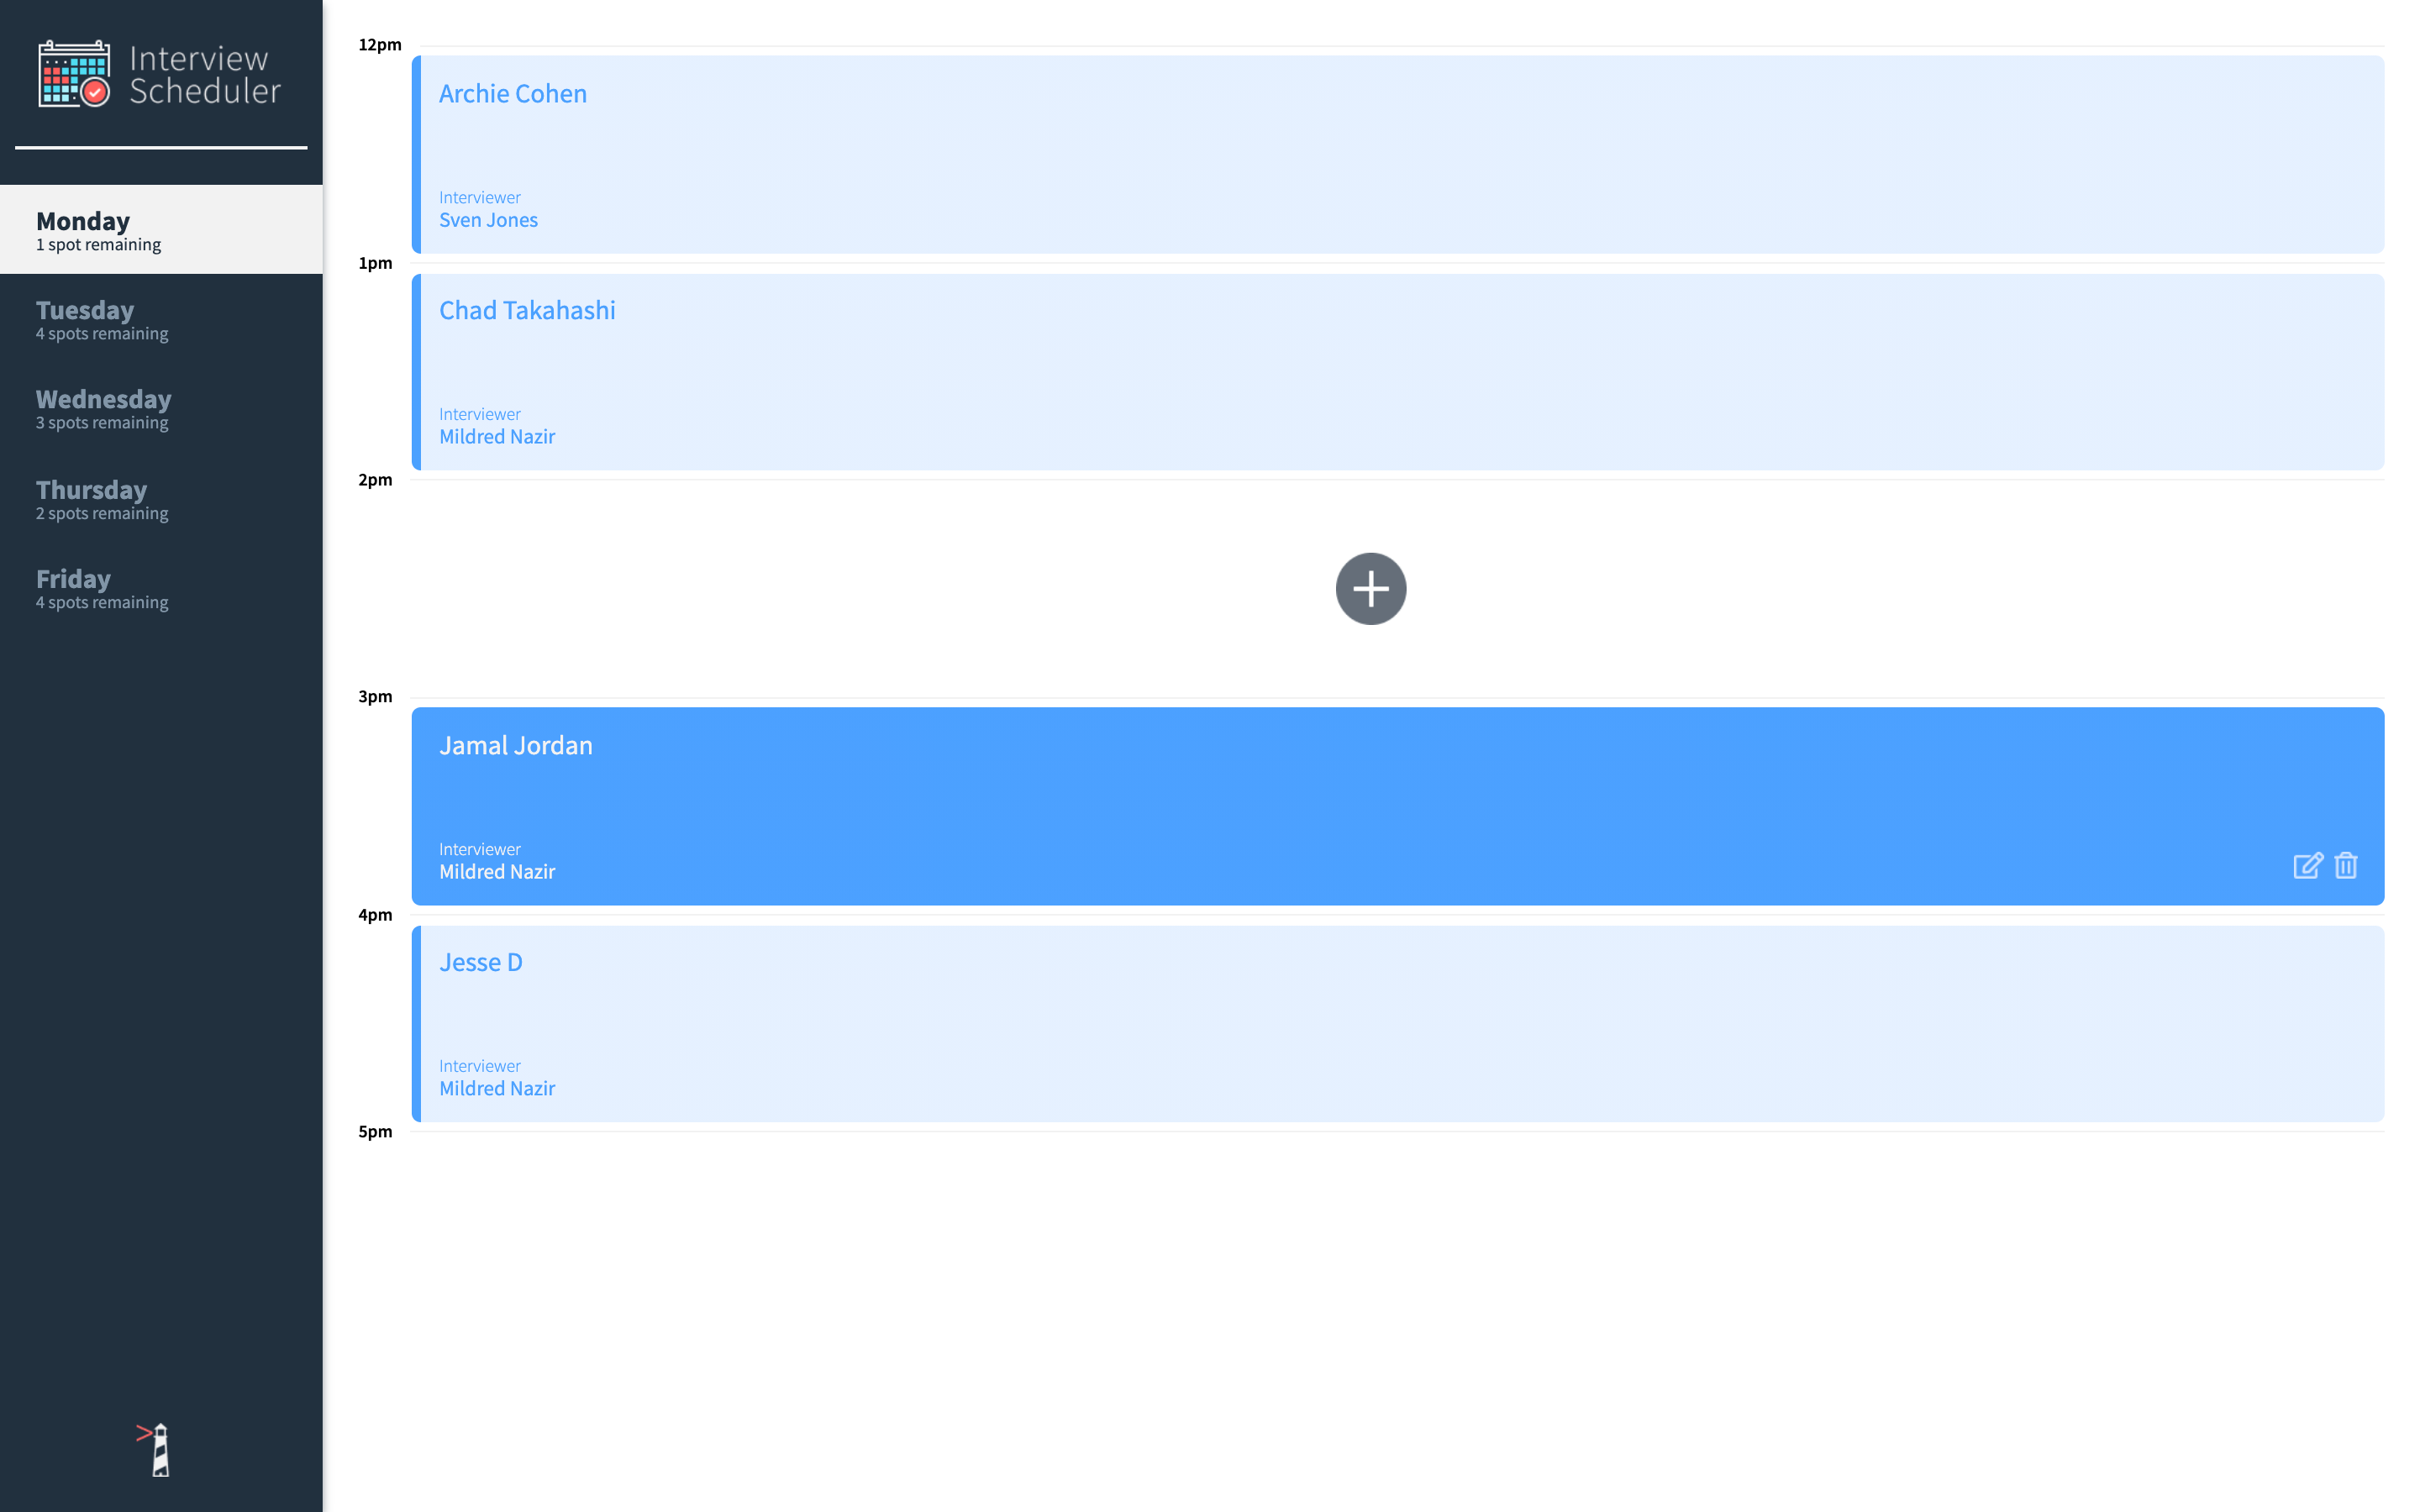 Interview
Scheduler
Monday
1 spot remaining
Tuesday
4 spots remaining
Wednesday
3 spots remaining
Thursday
2 spots remaining
Friday
4 spots remaining
12pm
Archie Cohen
Interviewer
Sven Jones
1pm
Chad Takahashi
Interviewer
Mildred Nazir
2pm
3pm
Jamal Jordan
Interviewer
Mildred Nazir
4pm
Jesse D
Interviewer
Mildred Nazir
5pm